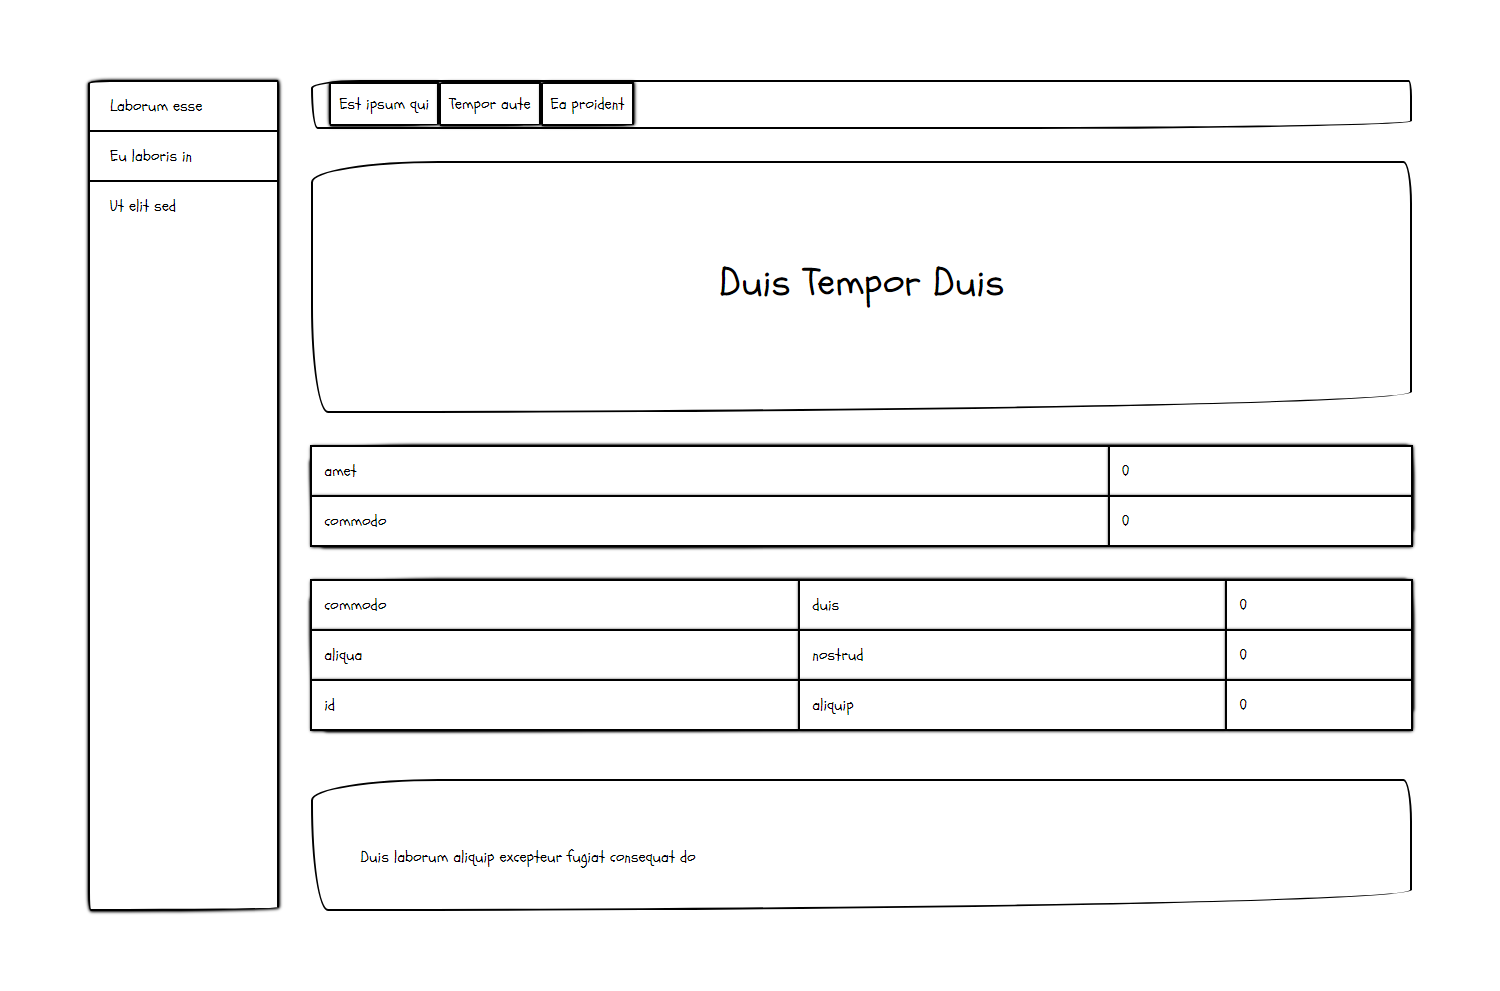 Laborum esse
Eu laboris in
Ut elit sed
Est ipsum qui Tempor aute Ea proident
Duis Tempor Duis
amet 0
commodo 0
commodo duis 0
aliqua nostrud 0
id aliquip 0
Duis laborum aliquip excepteur fugiat consequat do